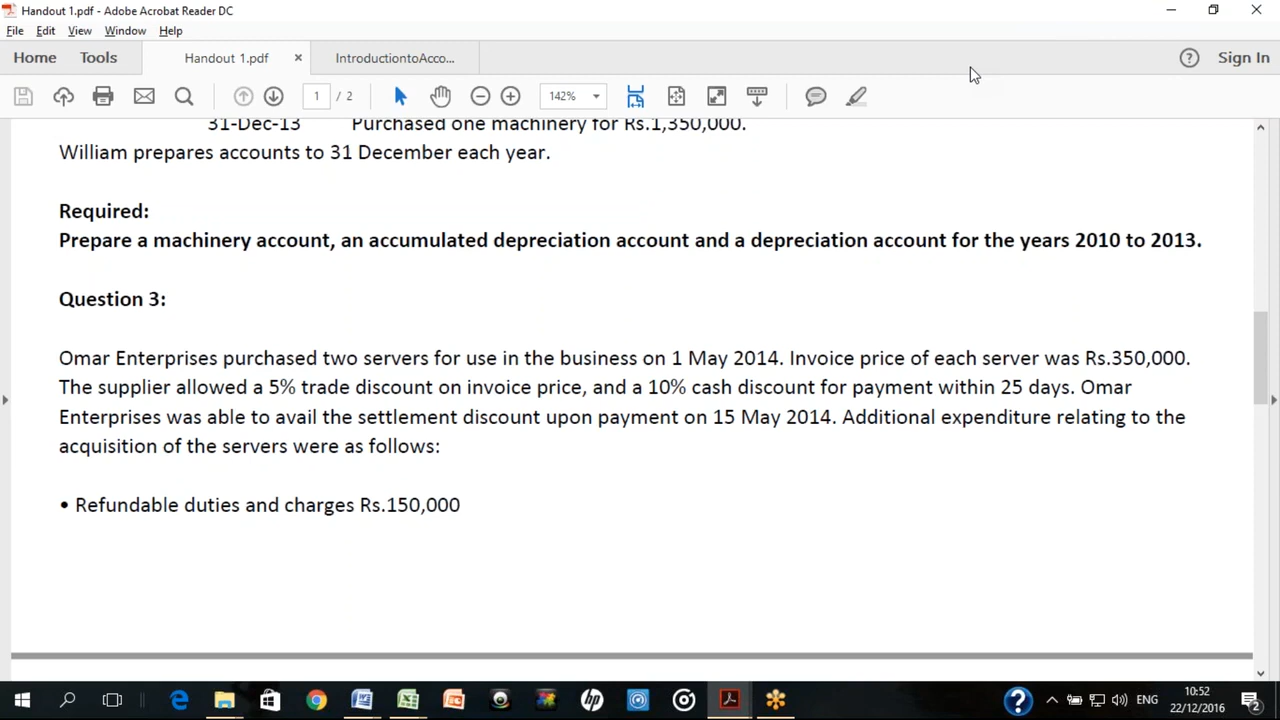 Handout 1.pdf - Adobe Acrobat Reader DC
File Edit View Window Help
Home Tools Handout 1.pdf × IntroductiontoAcco... ? Sign In
1 / 2 142%
31-Dec-13 Purchased one machinery for Rs.1,350,000.
William prepares accounts to 31 December each year.
Required:
Prepare a machinery account, an accumulated depreciation account and a depreciation account for the years 2010 to 2013.
Question 3:
Omar Enterprises purchased two servers for use in the business on 1 May 2014. Invoice price of each server was Rs.350,000.
The supplier allowed a 5% trade discount on invoice price, and a 10% cash discount for payment within 25 days. Omar
Enterprises was able to avail the settlement discount upon payment on 15 May 2014. Additional expenditure relating to the
acquisition of the servers were as follows:
• Refundable duties and charges Rs.150,000
hp ? ENG 10:52
22/12/2016 2